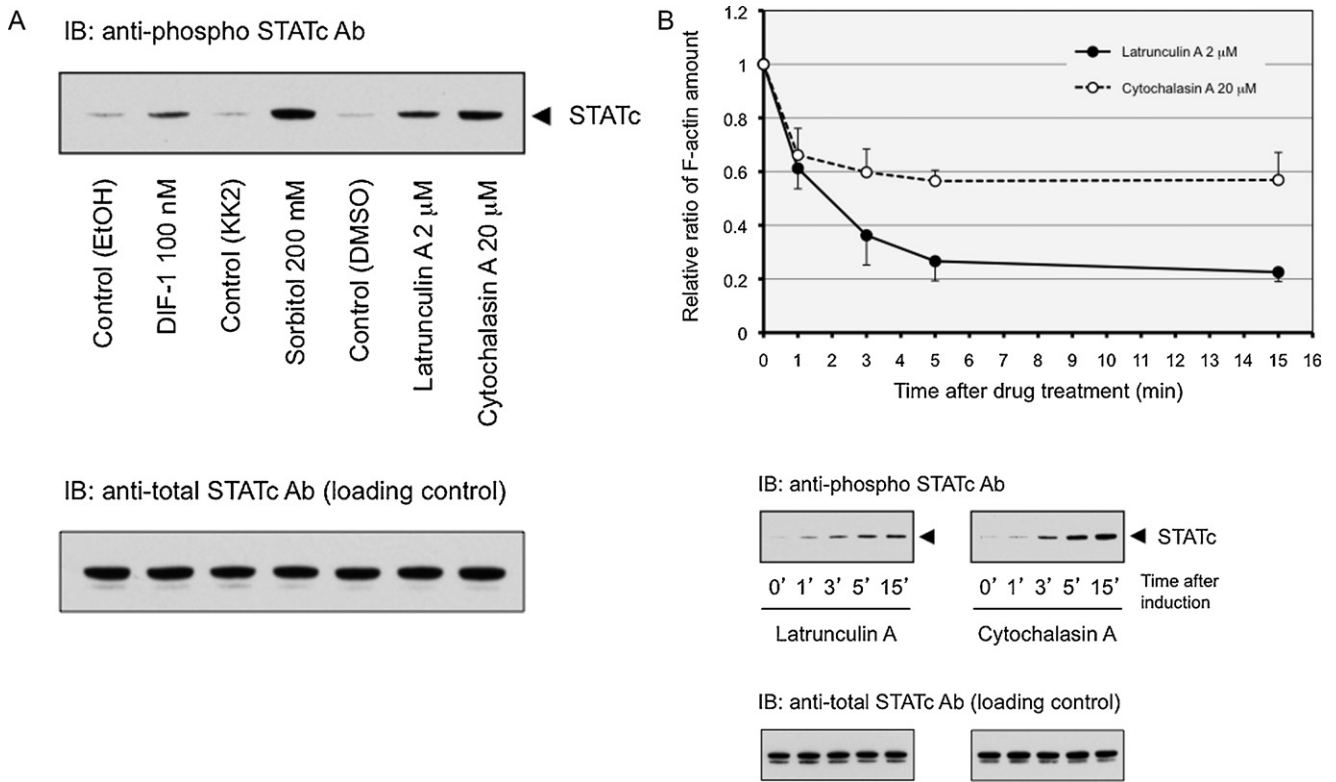 A
IB: anti-phospho STATc Ab
STATc
Control (EtOH)
DIF-1 100 nM
Control (KK2)
Sorbitol 200 mM
Control (DMSO)
Latrunculin A 2 μM
Cytochalasin A 20 μM
IB: anti-total STATc Ab (loading control)
B
Relative ratio of F-actin amount
1.2
1
0.8
0.6
0.4
0.2
0
Latrunculin A 2 μM
Cytochalasin A 20 μM
0 1 2 3 4 5 6 7 8 9 10 11 12 13 14 15 16
Time after drug treatment (min)
IB: anti-phospho STATc Ab
STATc
0’ 1’ 3’ 5’ 15’
0’ 1’ 3’ 5’ 15’
Time after
induction
Latrunculin A
Cytochalasin A
IB: anti-total STATc Ab (loading control)